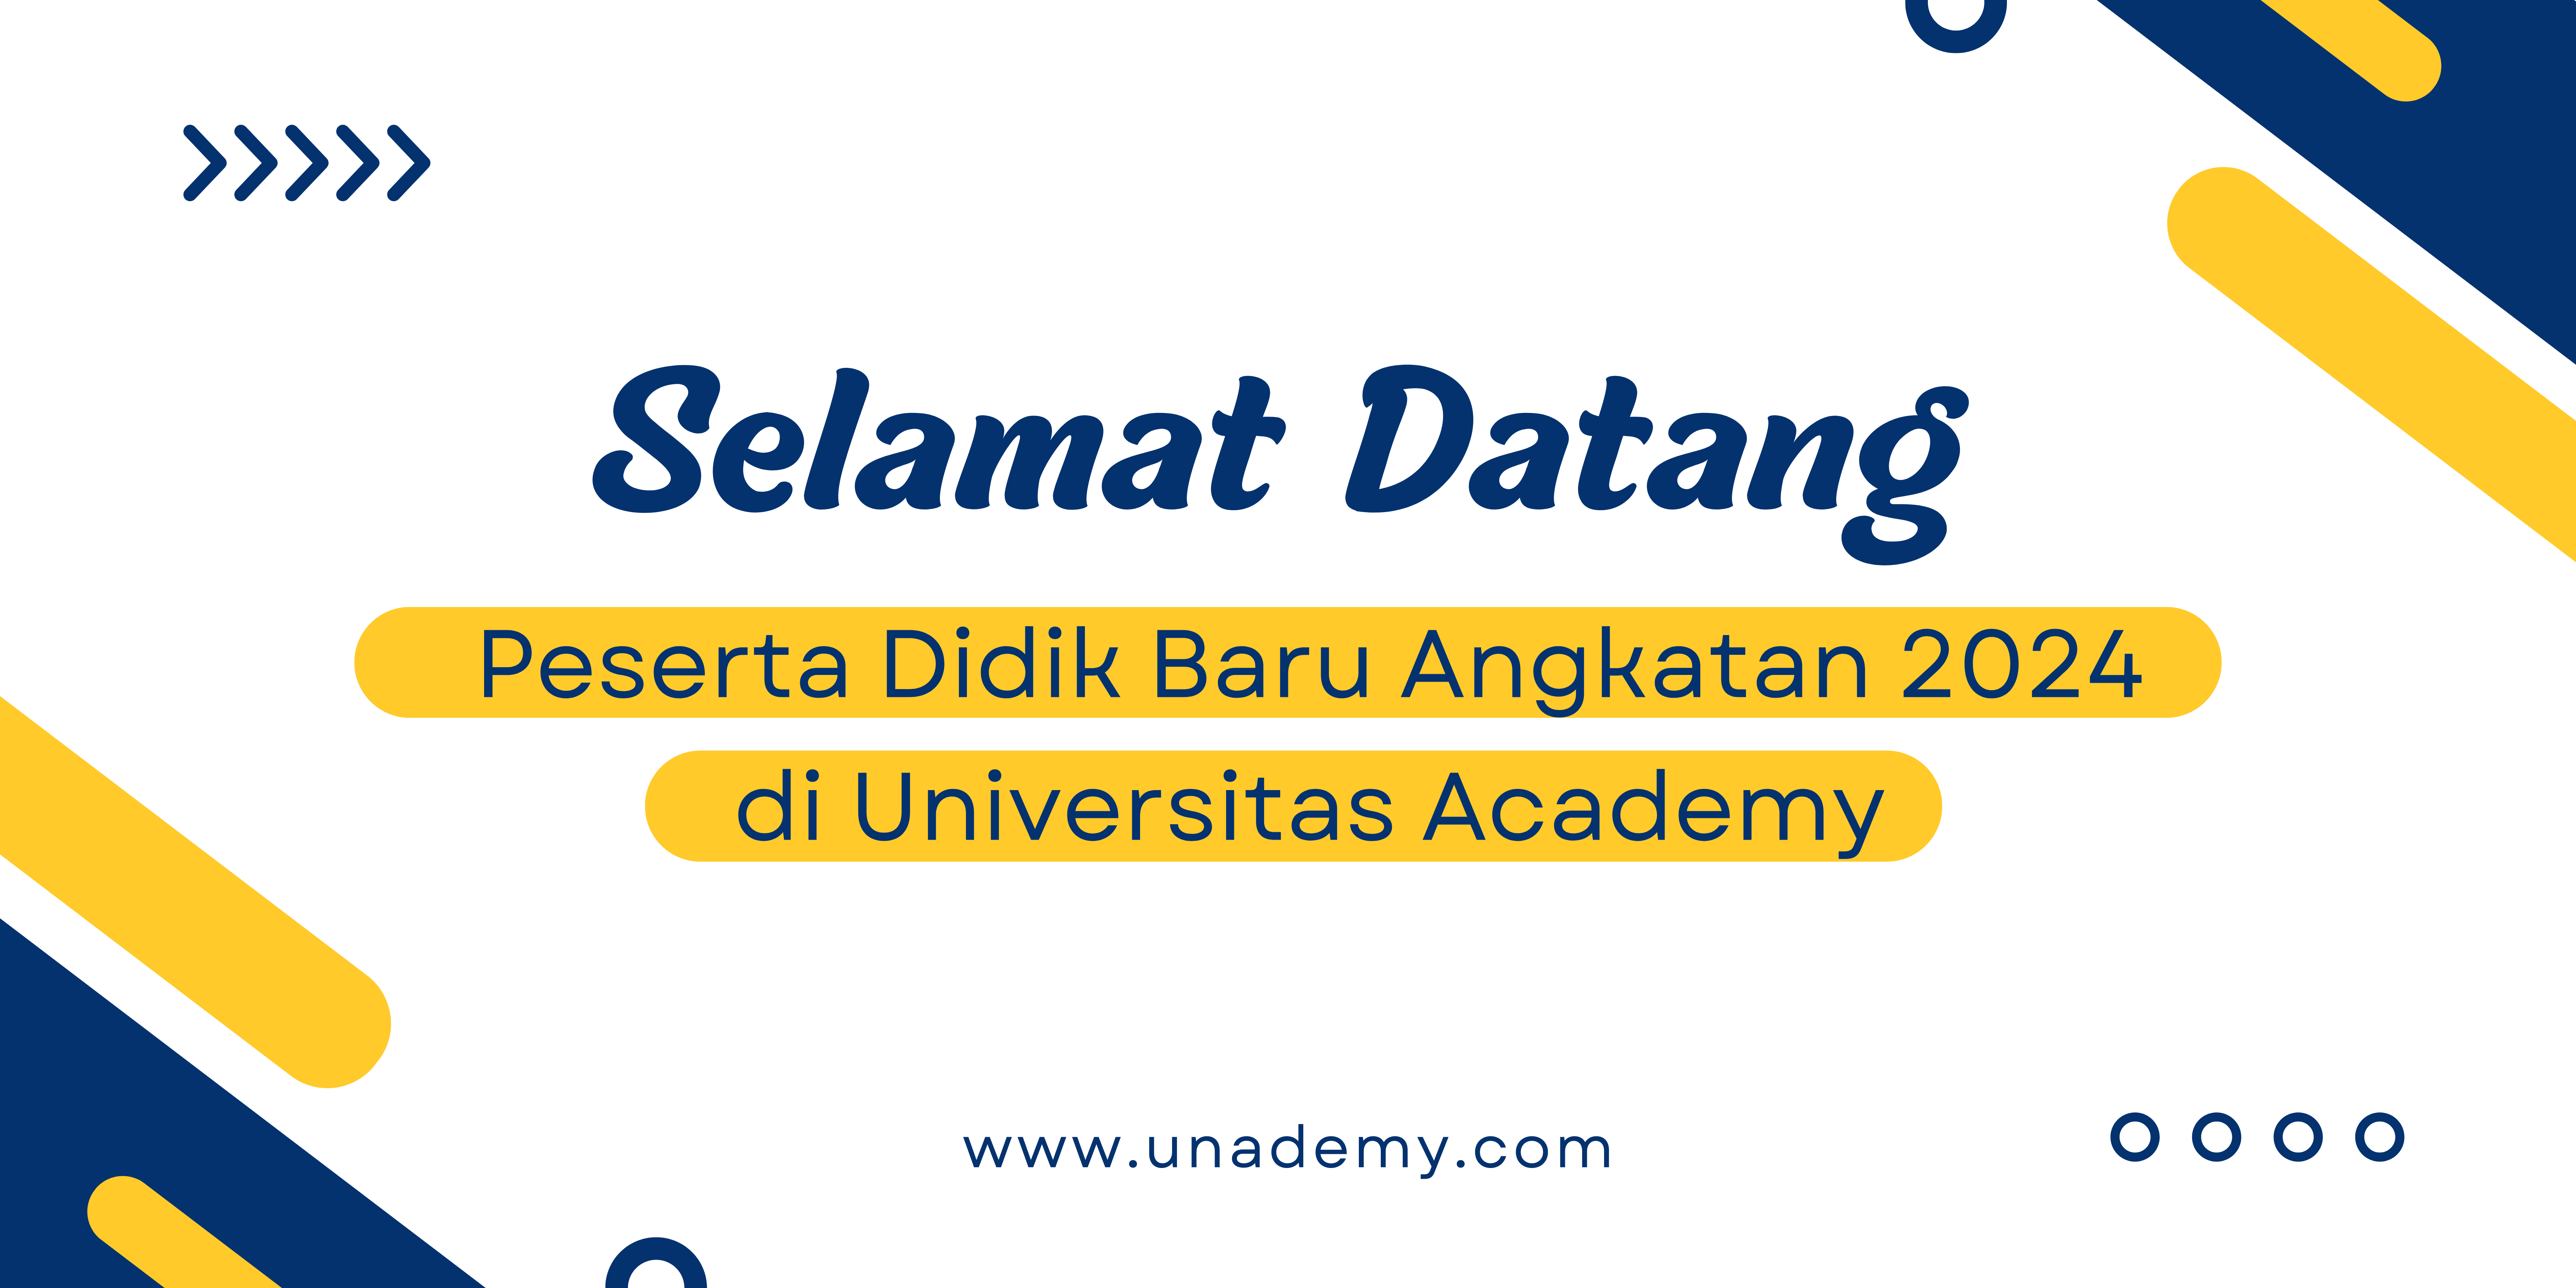 Selamat Datang
Peserta Didik Baru Angkatan 2024
di Universitas Academy
www.unademy.com